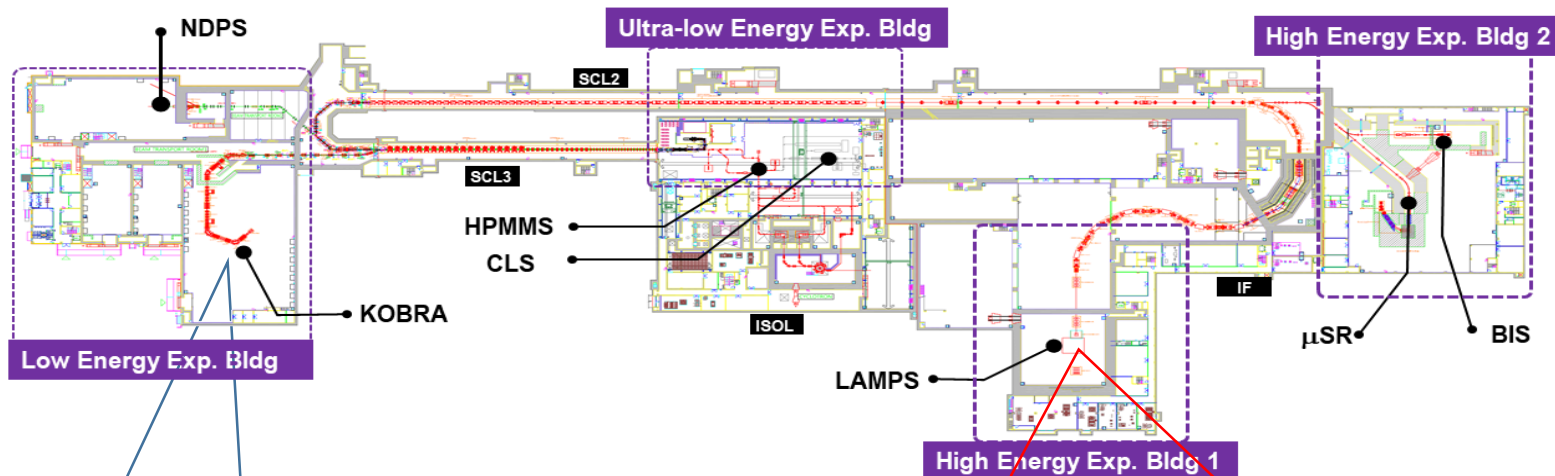 NDPS
Ultra-low Energy Exp. Bldg
High Energy Exp. Bldg 2
SCL2
SCL3
HPMMS
CLS
IF
KOBRA
ISOL
μSR
BIS
Low Energy Exp. Bldg
LAMPS
High Energy Exp. Bldg 1